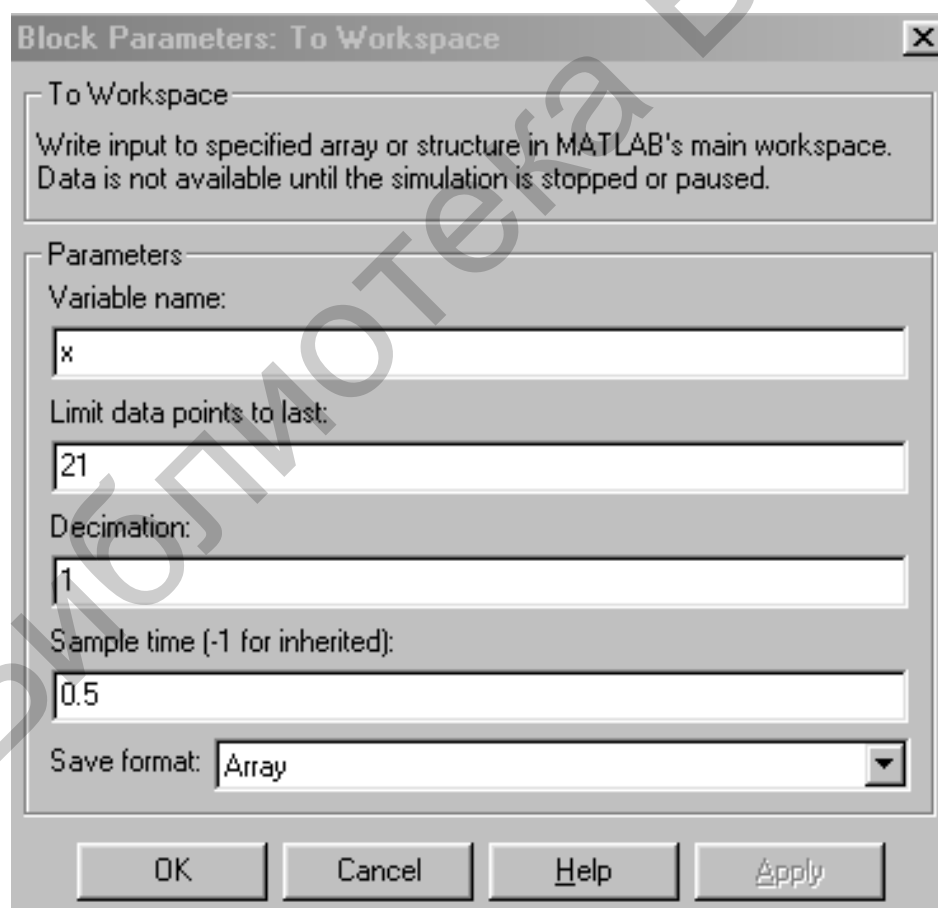 Block Parameters: To Workspace
To Workspace
Write input to specified array or structure in MATLAB's main workspace.
Data is not available until the simulation is stopped or paused.
Parameters
Variable name:
x
Limit data points to last:
21
Decimation:
1
Sample time (-1 for inherited):
0.5
Save format: Array
OK Cancel Help Apply
библиотека